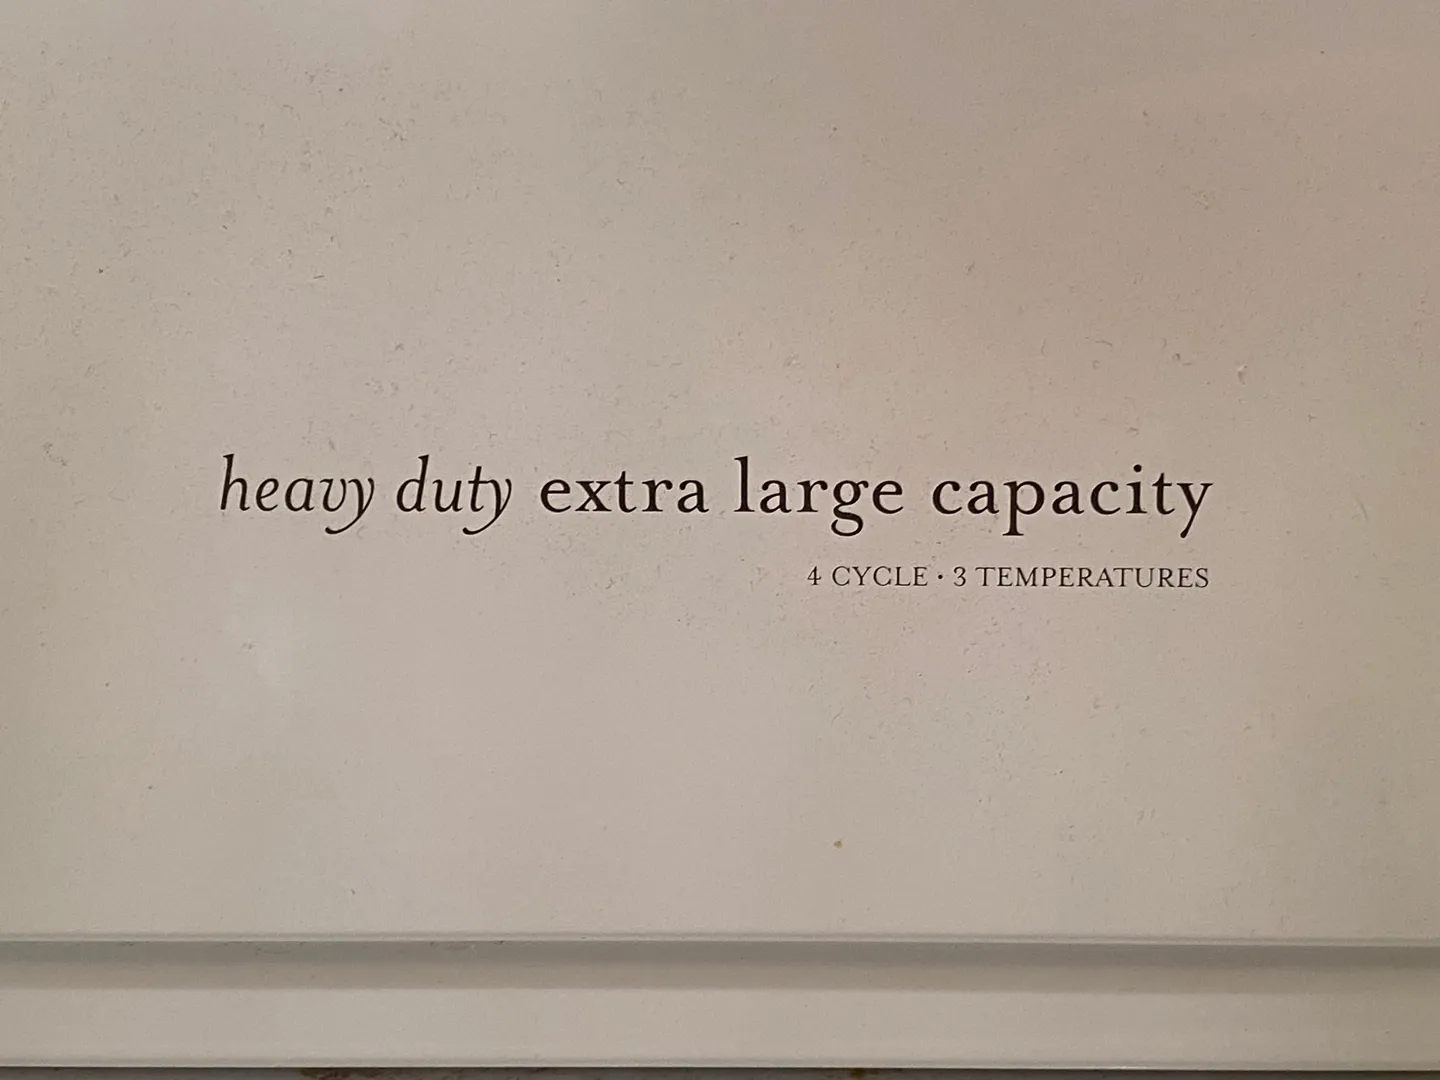 heavy duty extra large capacity
4 CYCLE · 3 TEMPERATURES